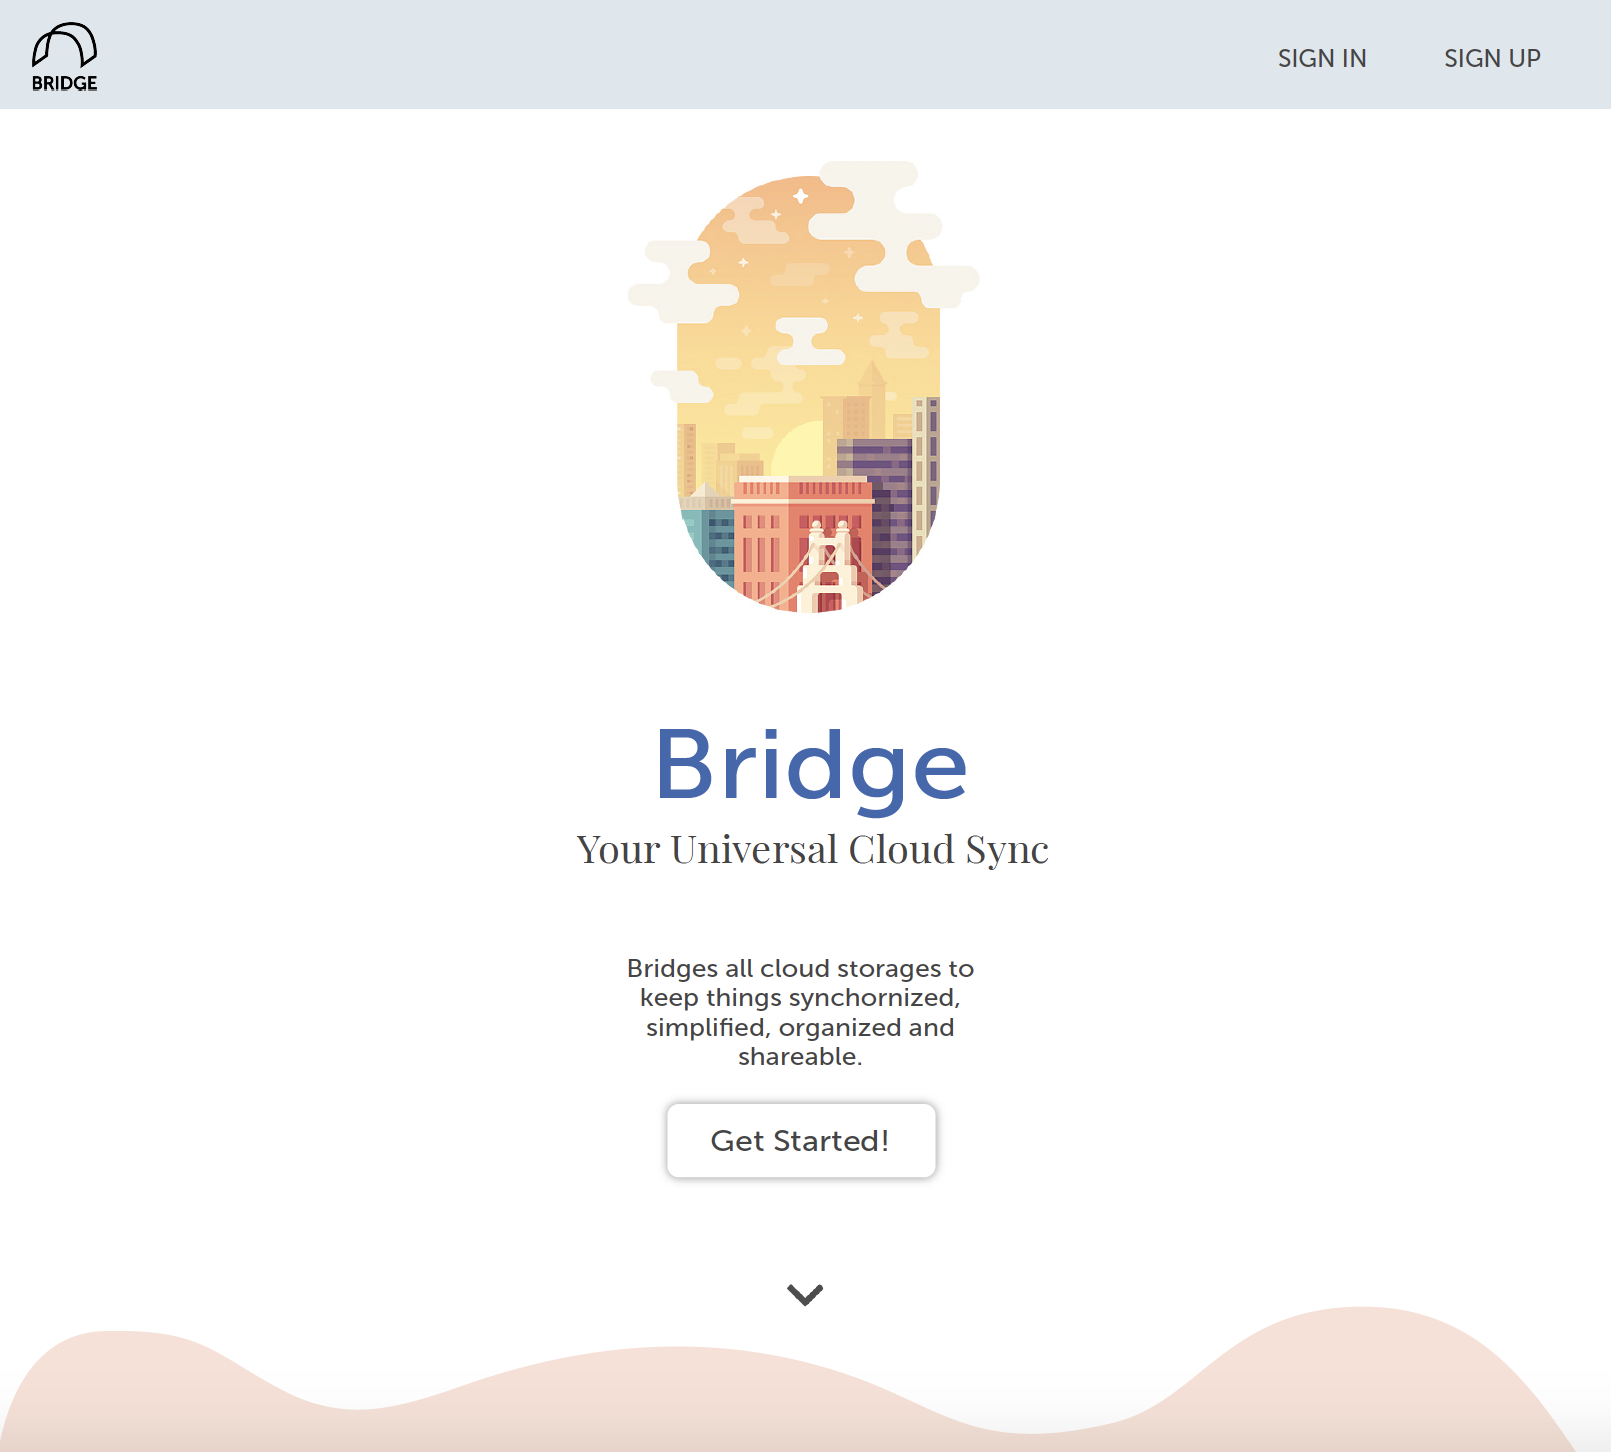 BRIDGE
SIGN IN
SIGN UP
Bridge
Your Universal Cloud Sync
Bridges all cloud storages to
keep things synchornized,
simplified, organized and
shareable.
Get Started!